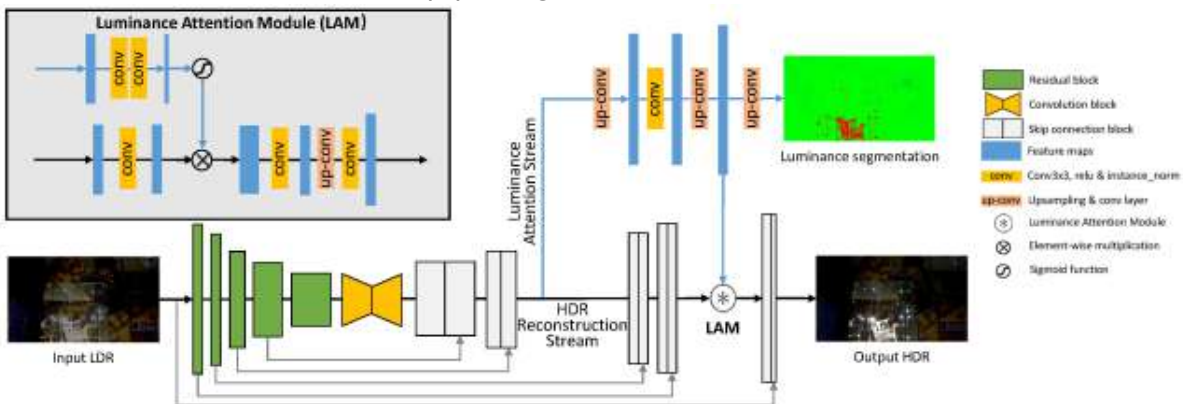 Luminance Attention Module (LAM)
conv
conv
conv
conv
up-conv
conv
Luminance
Attention Stream
up-conv
conv
up-conv
up-conv
Luminance segmentation
Residual block
Convolution block
Skip connection block
Feature maps
conv Conv3x3, relu & instance_norm
up-conv Upsampling & conv layer
Luminance Attention Module
Element-wise multiplication
Sigmoid function
Input LDR
HDR
Reconstruction
Stream
LAM
Output HDR